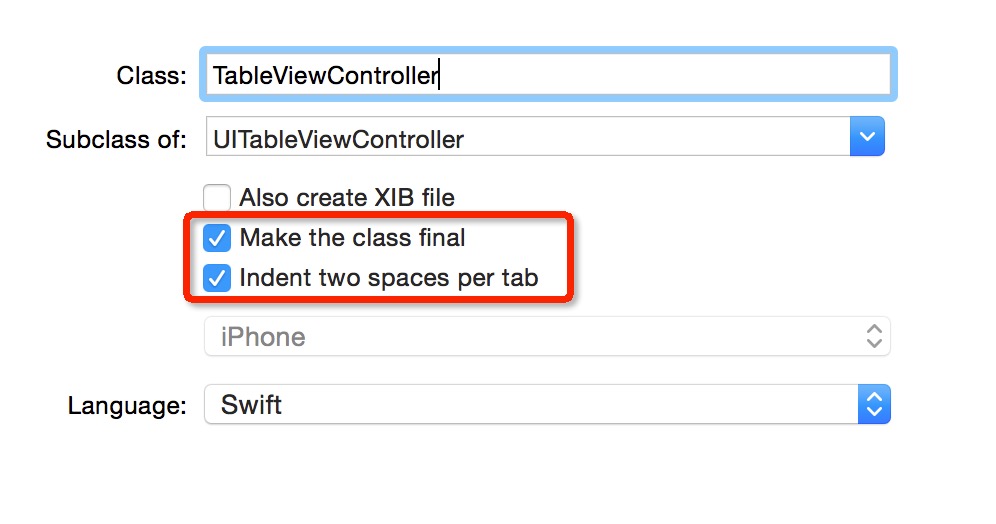 Class: TableViewController
Subclass of: UITableViewController
Also create XIB file
Make the class final
Indent two spaces per tab
iPhone
Language: Swift